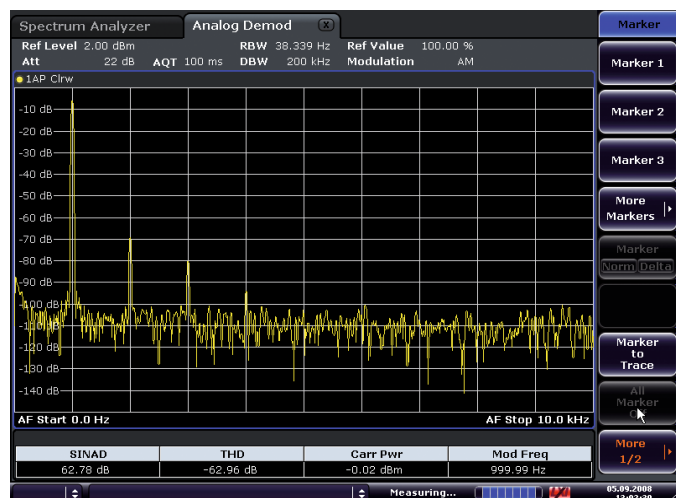 Spectrum Analyzer Analog Demod X
Ref Level 2.00 dBm RBW 38.339 Hz Ref Value 100.00 %
Att 22 dB AQT 100 ms DBW 200 kHz Modulation AM
1AP Clrw
-10 dB
-20 dB
-30 dB
-40 dB
-50 dB
-60 dB
-70 dB
-80 dB
-90 dB
-100 dB
-110 dB
-120 dB
-130 dB
-140 dB
AF Start 0.0 Hz AF Stop 10.0 kHz
SINAD THD Carr Pwr Mod Freq
62.78 dB -62.96 dB -0.02 dBm 999.99 Hz
Measuring...
05.09.2008
Marker
Marker 1
Marker 2
Marker 3
More
Markers
Marker
Norm Delta
Marker
to
Trace
All
Marker
More
1/2